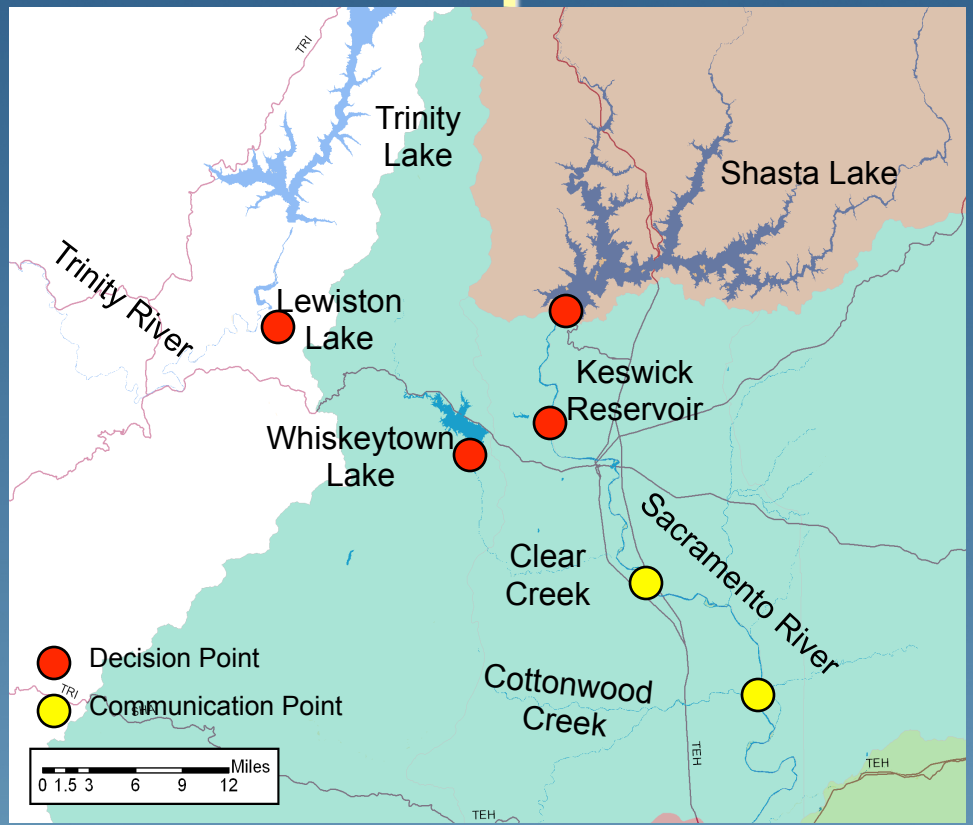 TRI
Trinity
Lake
Shasta Lake
Trinity River
Lewiston
Lake
Keswick
Reservoir
Whiskeytown
Lake
Sacramento River
Clear
Creek
Cottonwood
Creek
Decision Point
TRI
Communication Point
SHA
Miles
0 1.5 3 6 9 12
TEH
TEH
TEH